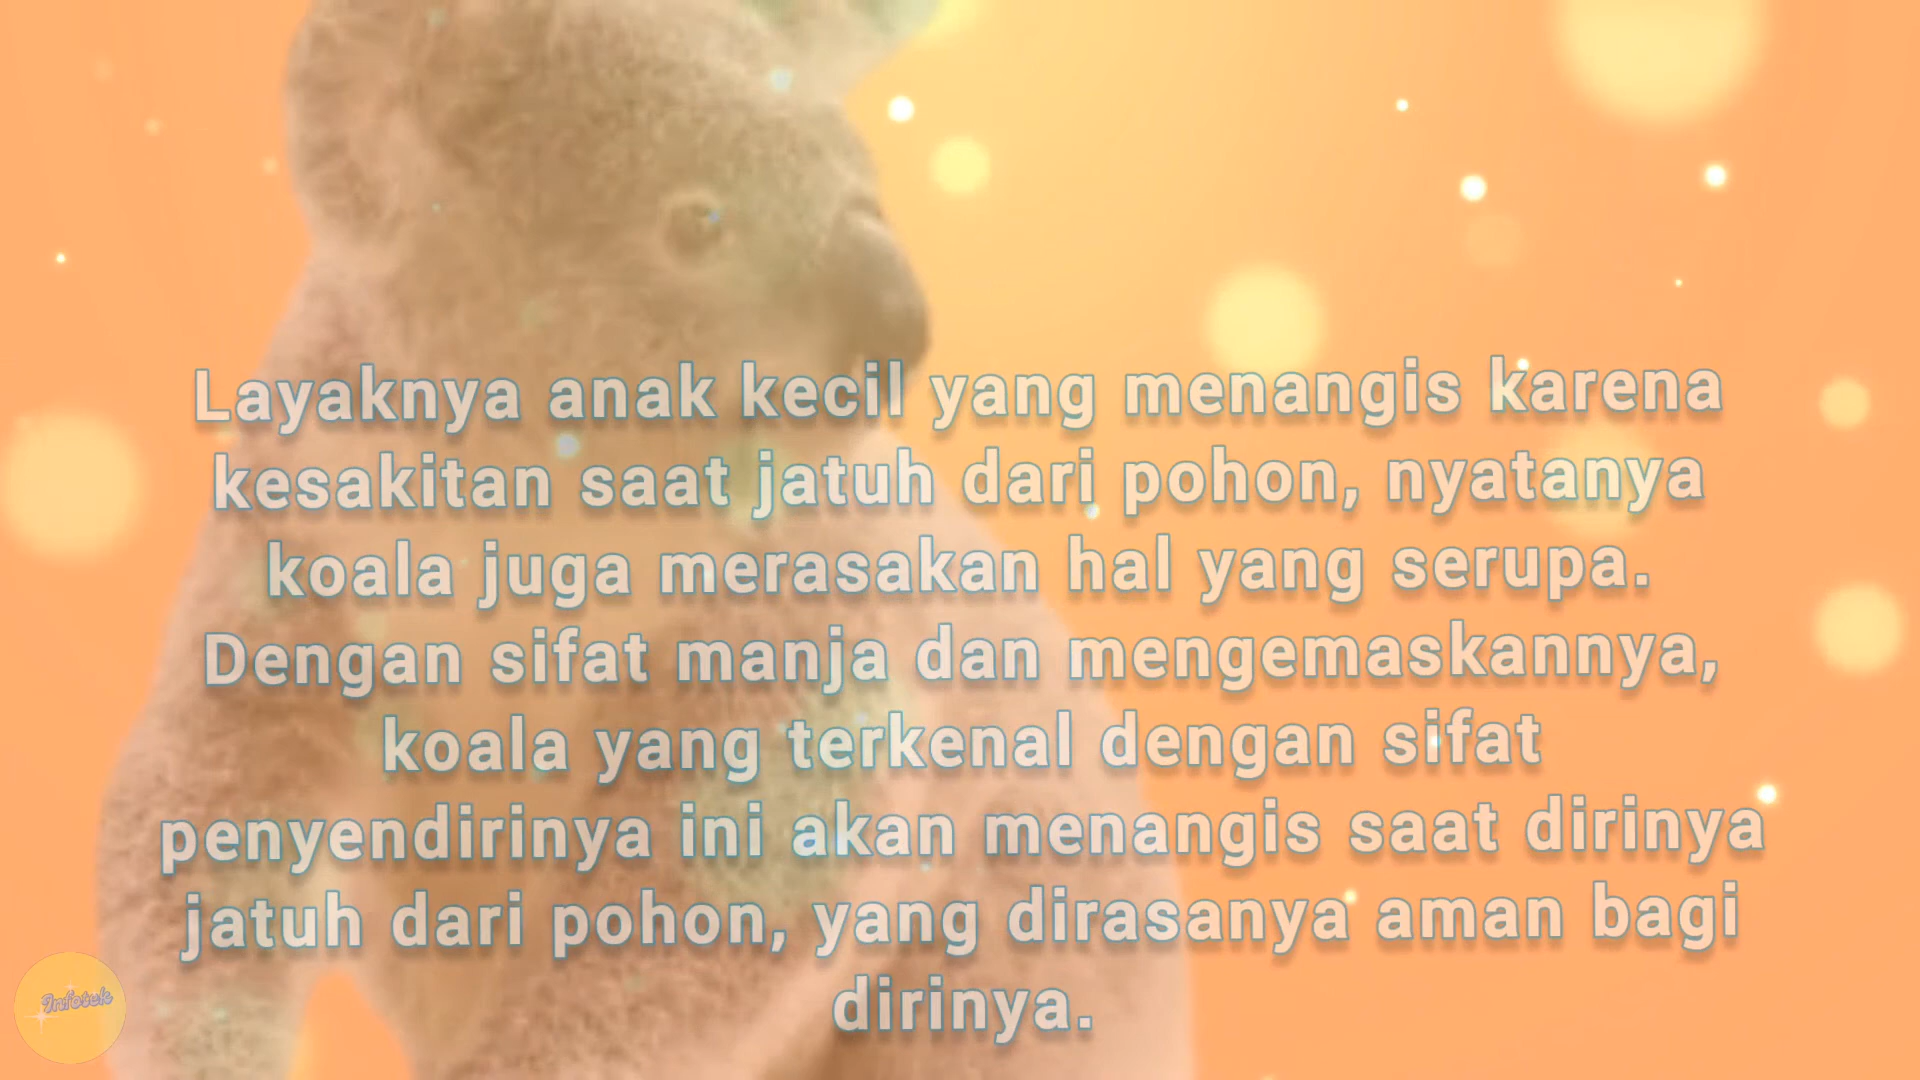 Layaknya anak kecil yang menangis karena
kesakitan saat jatuh dari pohon, nyatanya
koala juga merasakan hal yang serupa.
Dengan sifat manja dan mengemaskannya,
koala yang terkenal dengan sifat
penyendirinya ini akan menangis saat dirinya
jatuh dari pohon, yang dirasanya aman bagi
dirinya.
Infotek